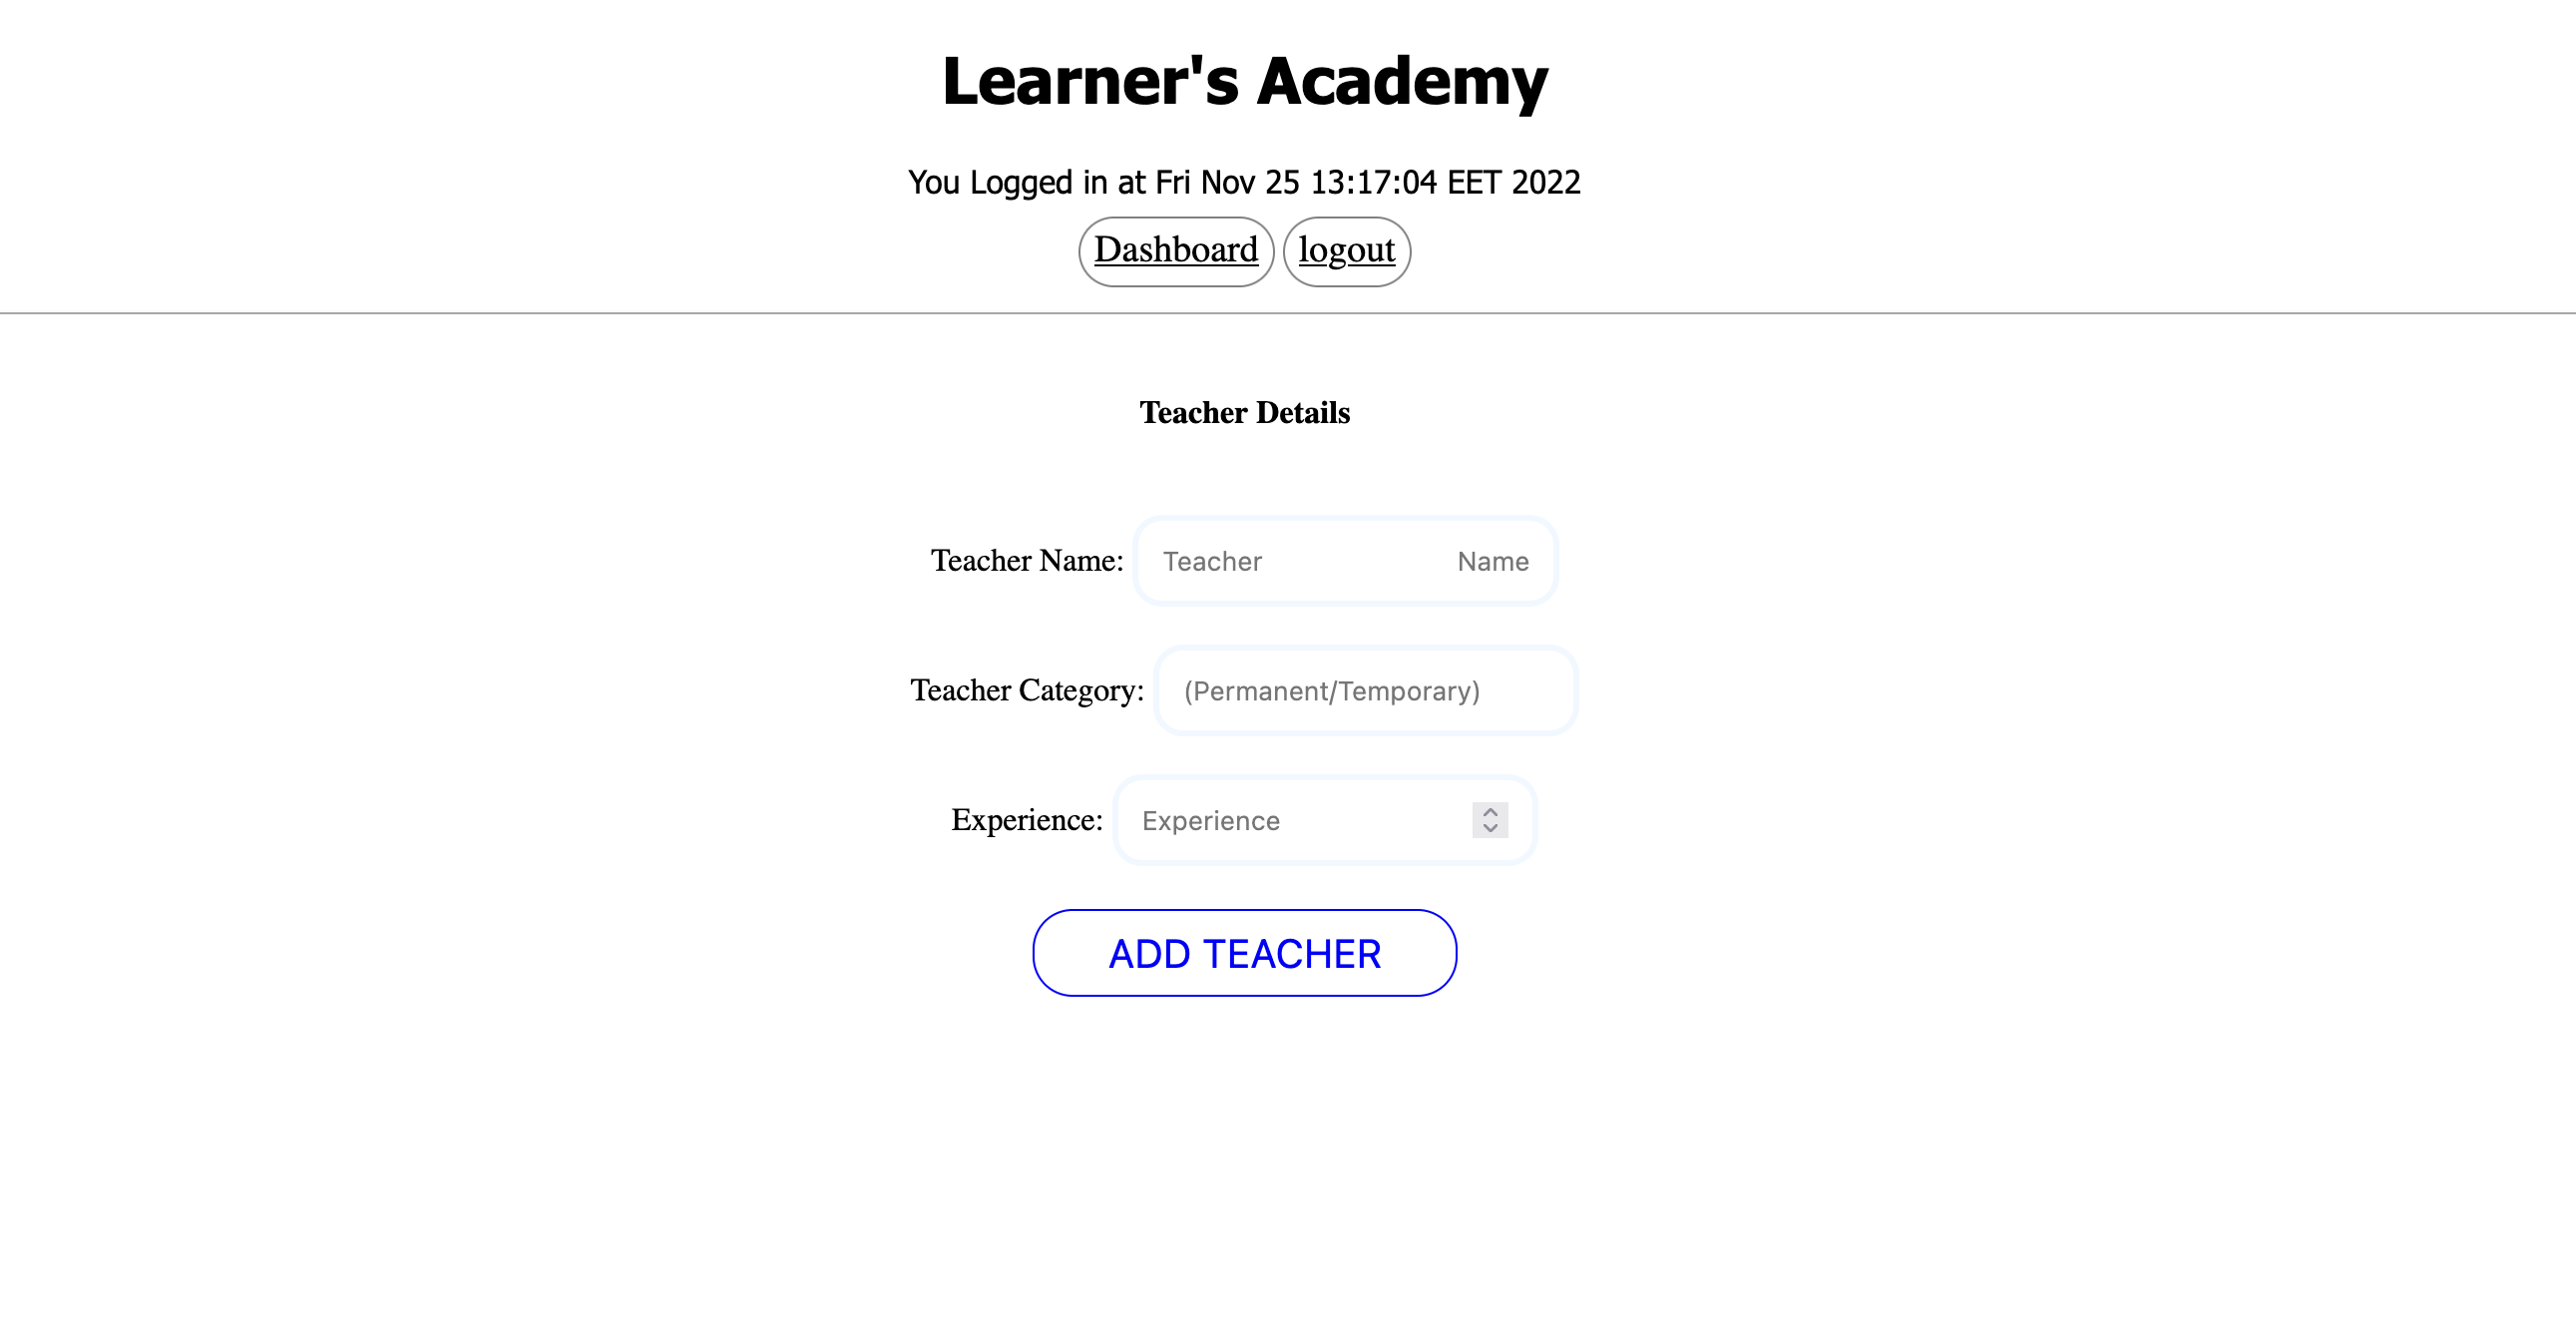 Learner's Academy
You Logged in at Fri Nov 25 13:17:04 EET 2022
Dashboard logout
Teacher Details
Teacher Name: Teacher Name
Teacher Category: (Permanent/Temporary)
Experience: Experience
ADD TEACHER